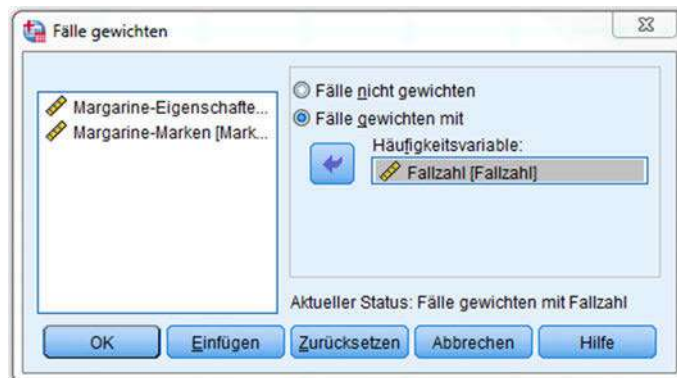 Fälle gewichten
Margarine-Eigenschafte...
Margarine-Marken [Mark...
Fälle nicht gewichten
Fälle gewichten mit
Häufigkeitsvariable:
Fallzahl [Fallzahl]
Aktueller Status: Fälle gewichten mit Fallzahl
OK Einfügen Zurücksetzen Abbrechen Hilfe